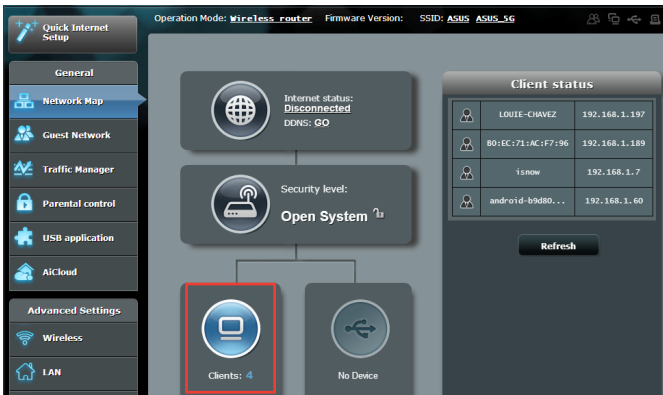 Operation Mode: Wireless router Firmware Version: SSID: ASUS ASUS_5G
Quick Internet
Setup
General
Network Map
Guest Network
Traffic Manager
Parental control
USB application
AiCloud
Advanced Settings
Wireless
LAN
Internet status:
Disconnected
DDNS: GO
Security level:
Open System
Clients: 4
No Device
Client status
LOUIE-CHAVEZ 192.168.1.197
B0:EC:71:AC:F7:96 192.168.1.189
isnow 192.168.1.7
android-b9d80... 192.168.1.60
Refresh